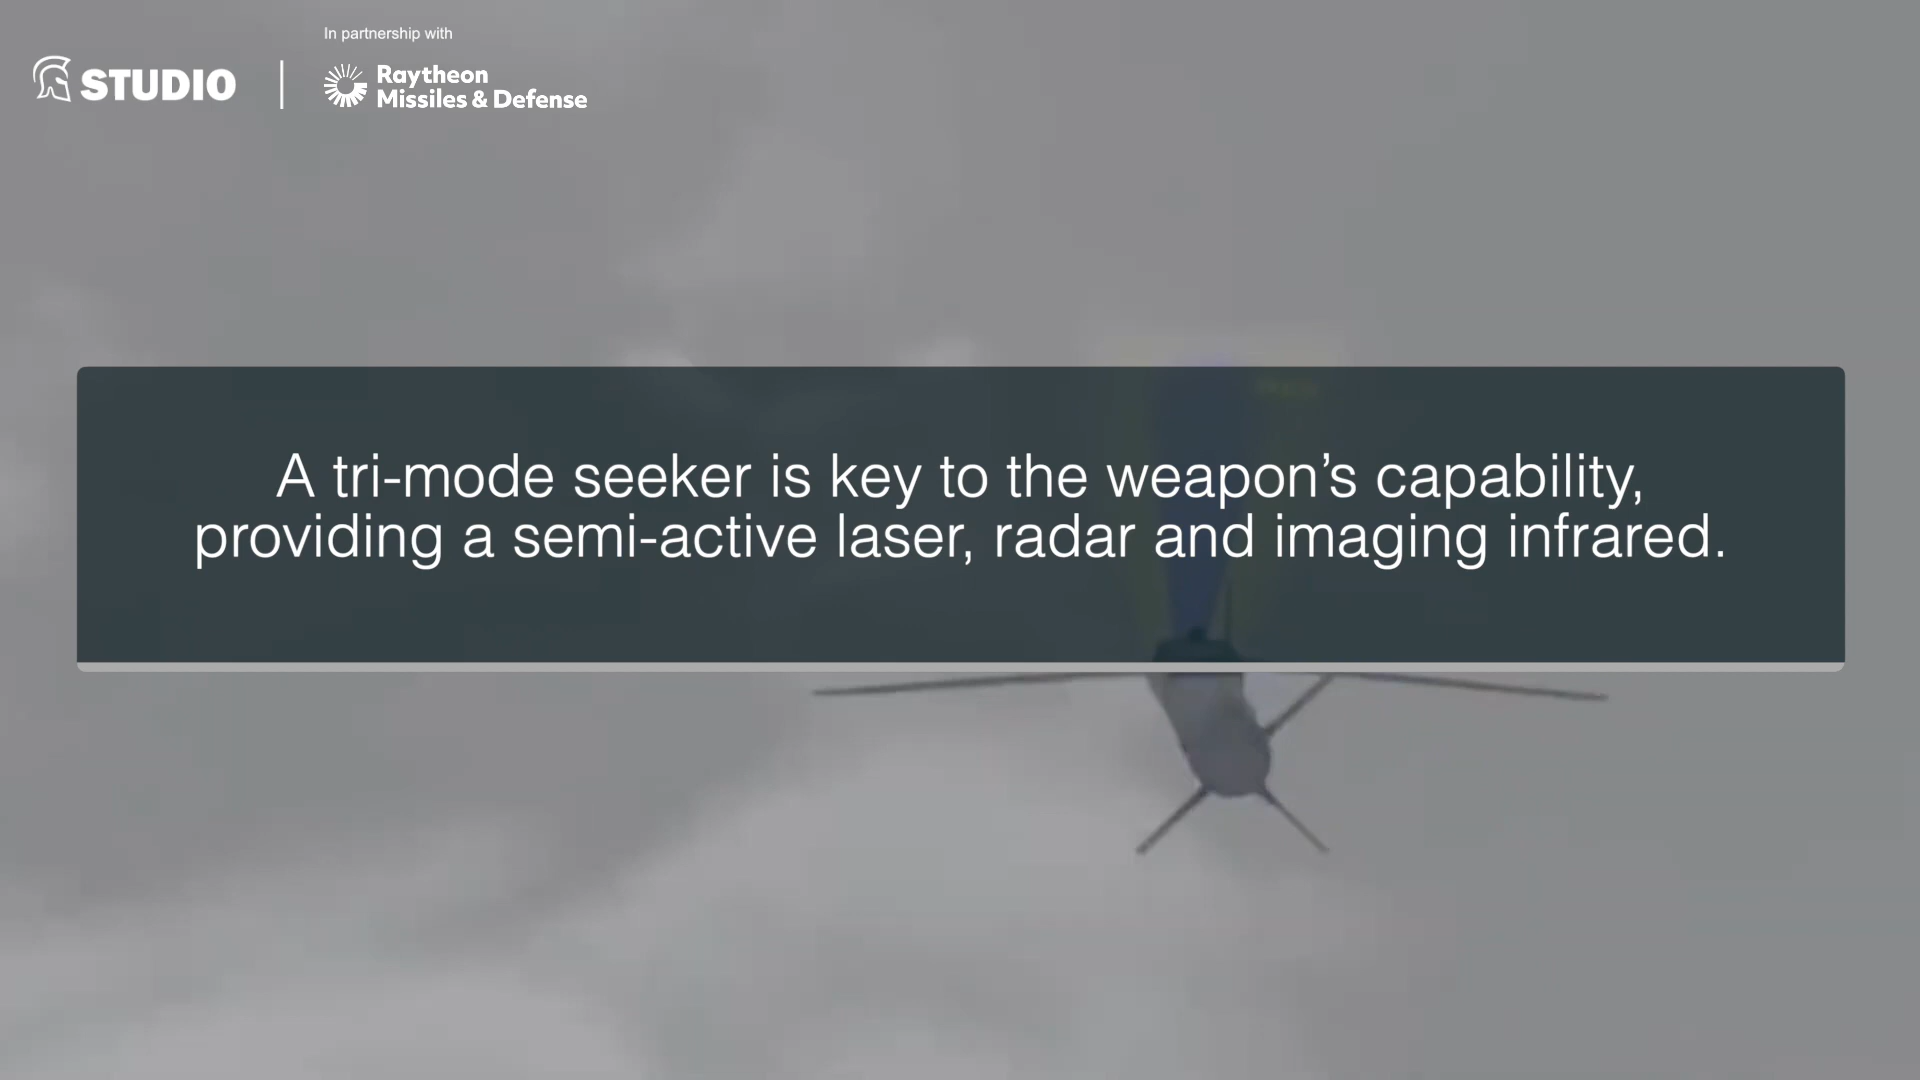 In partnership with
STUDIO
Raytheon
Missiles & Defense
A tri-mode seeker is key to the weapon’s capability,
providing a semi-active laser, radar and imaging infrared.